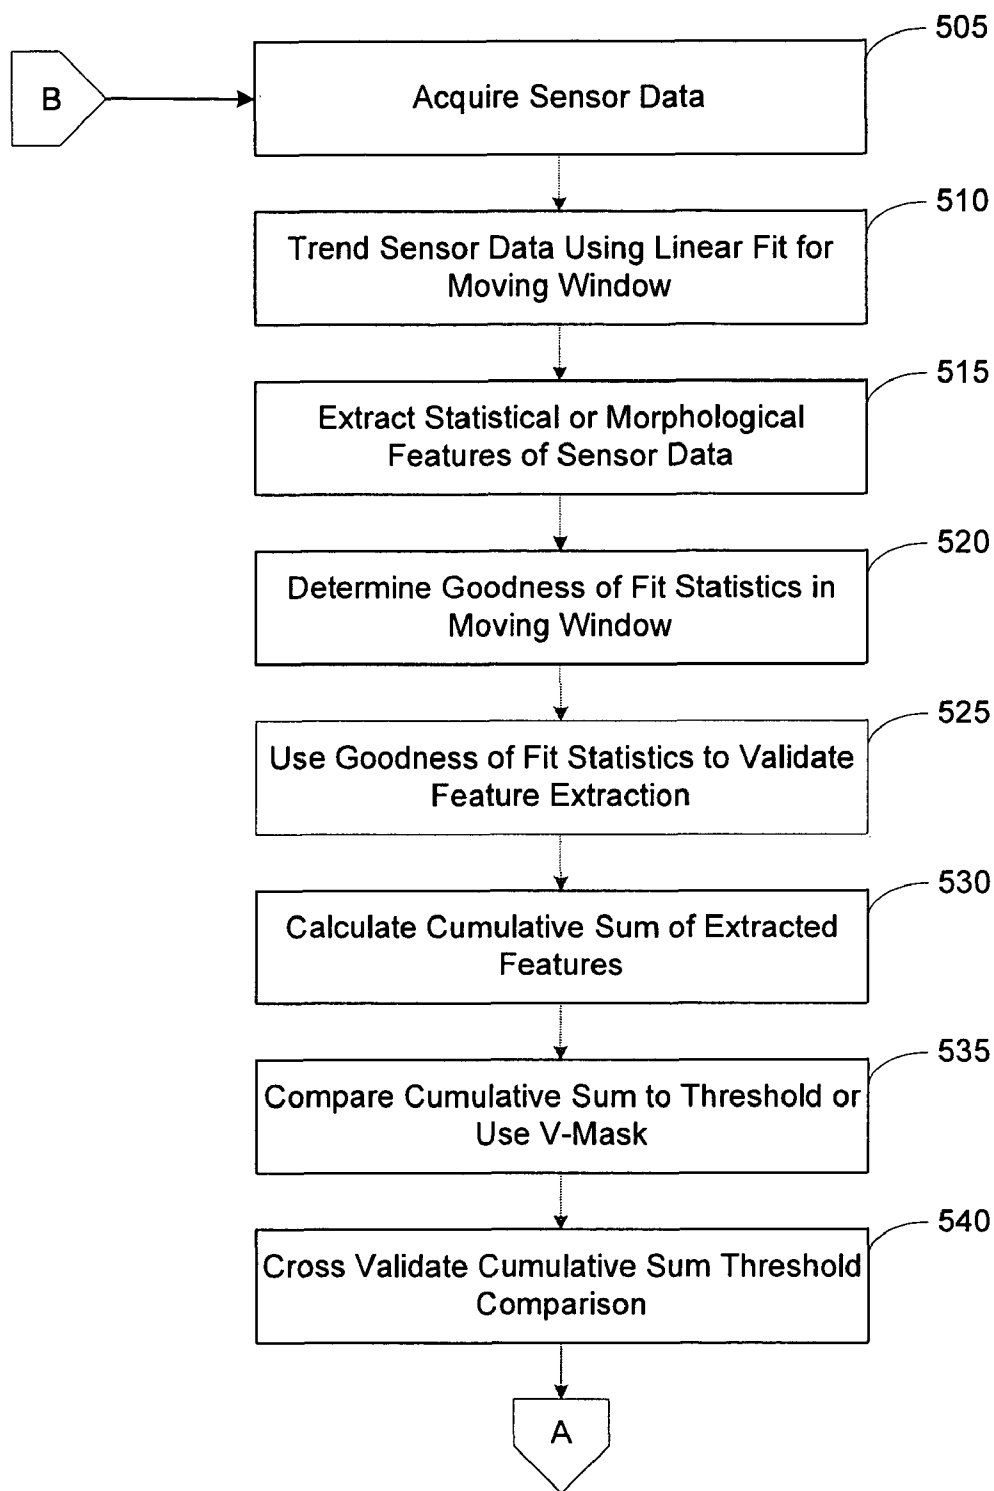 505
B
Acquire Sensor Data
510
Trend Sensor Data Using Linear Fit for
Moving Window
515
Extract Statistical or Morphological
Features of Sensor Data
520
Determine Goodness of Fit Statistics in
Moving Window
525
Use Goodness of Fit Statistics to Validate
Feature Extraction
530
Calculate Cumulative Sum of Extracted
Features
535
Compare Cumulative Sum to Threshold or
Use V-Mask
540
Cross Validate Cumulative Sum Threshold
Comparison
A